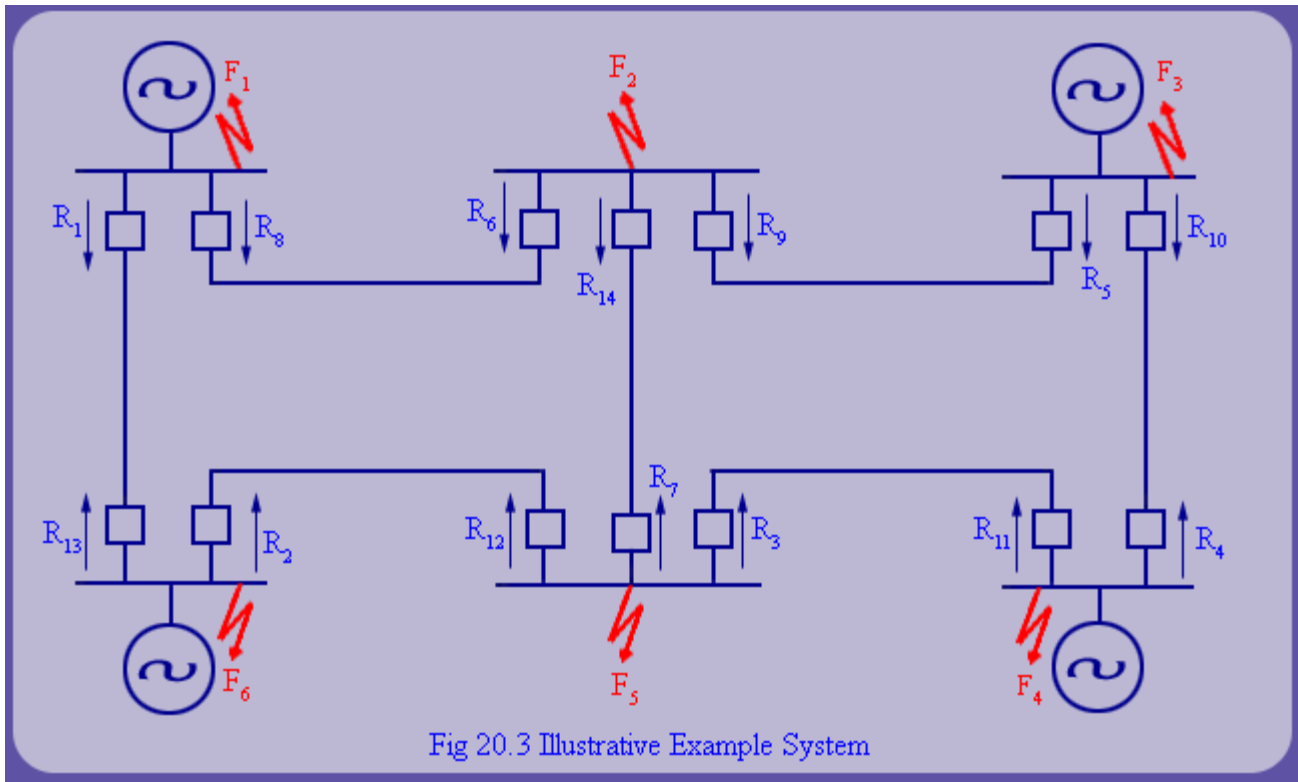 F₁
F₂
F₃
R₁
R₈
R₆
R₁₄
R₉
R₅
R₁₀
R₁₃
R₂
R₁₂
R₇
R₃
R₁₁
R₄
F₆
F₅
F₄
Fig 20.3 Illustrative Example System